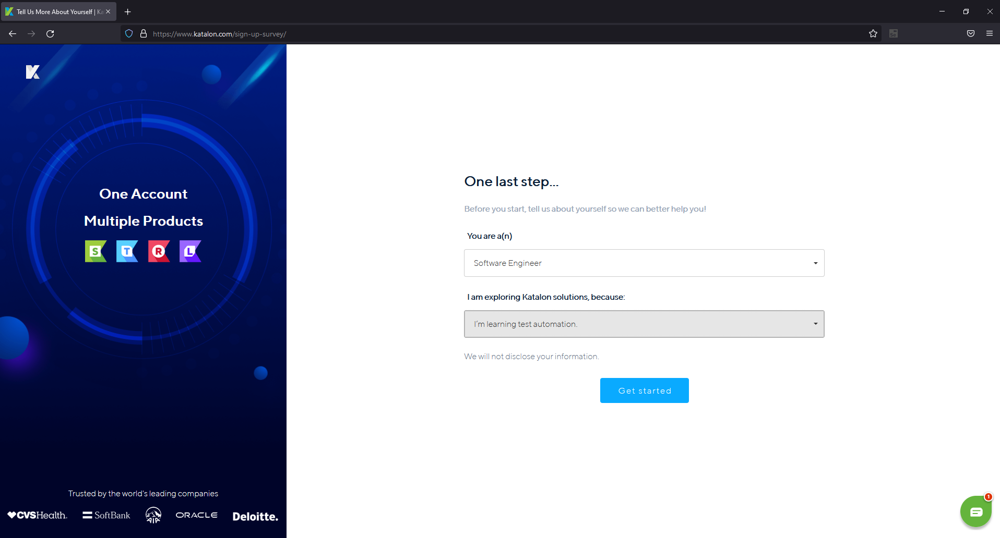 Tell Us More About Yourself | Ka
https://www.katalon.com/sign-up-survey/
Se
One Account
Multiple Products
S T R L
Trusted by the world's leading companies
CVSHealth. SoftBank AIA ORACLE Deloitte.
One last step...
Before you start, tell us about yourself so we can better help you!
You are a(n)
Software Engineer
I am exploring Katalon solutions, because:
I'm learning test automation.
We will not disclose your information.
Get started
1